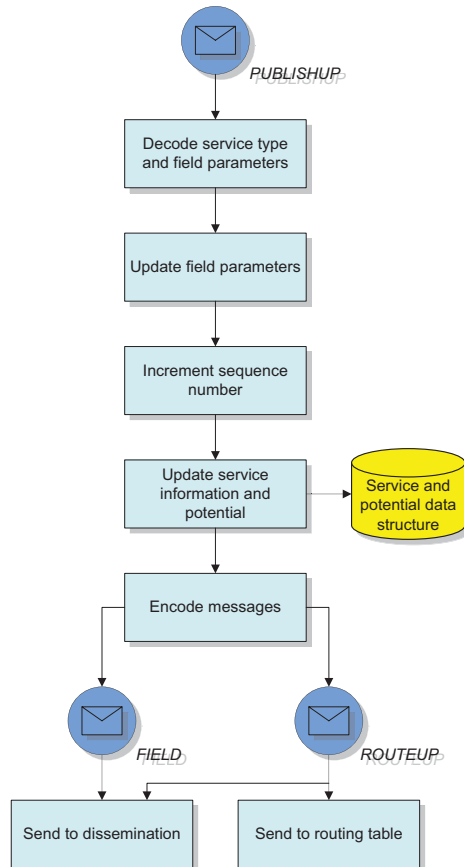 PUBLISHUP
Decode service type
and field parameters
Update field parameters
Increment sequence
number
Update service
information and
potential
Service and
potential data
structure
Encode messages
FIELD
ROUTEUP
Send to dissemination
Send to routing table